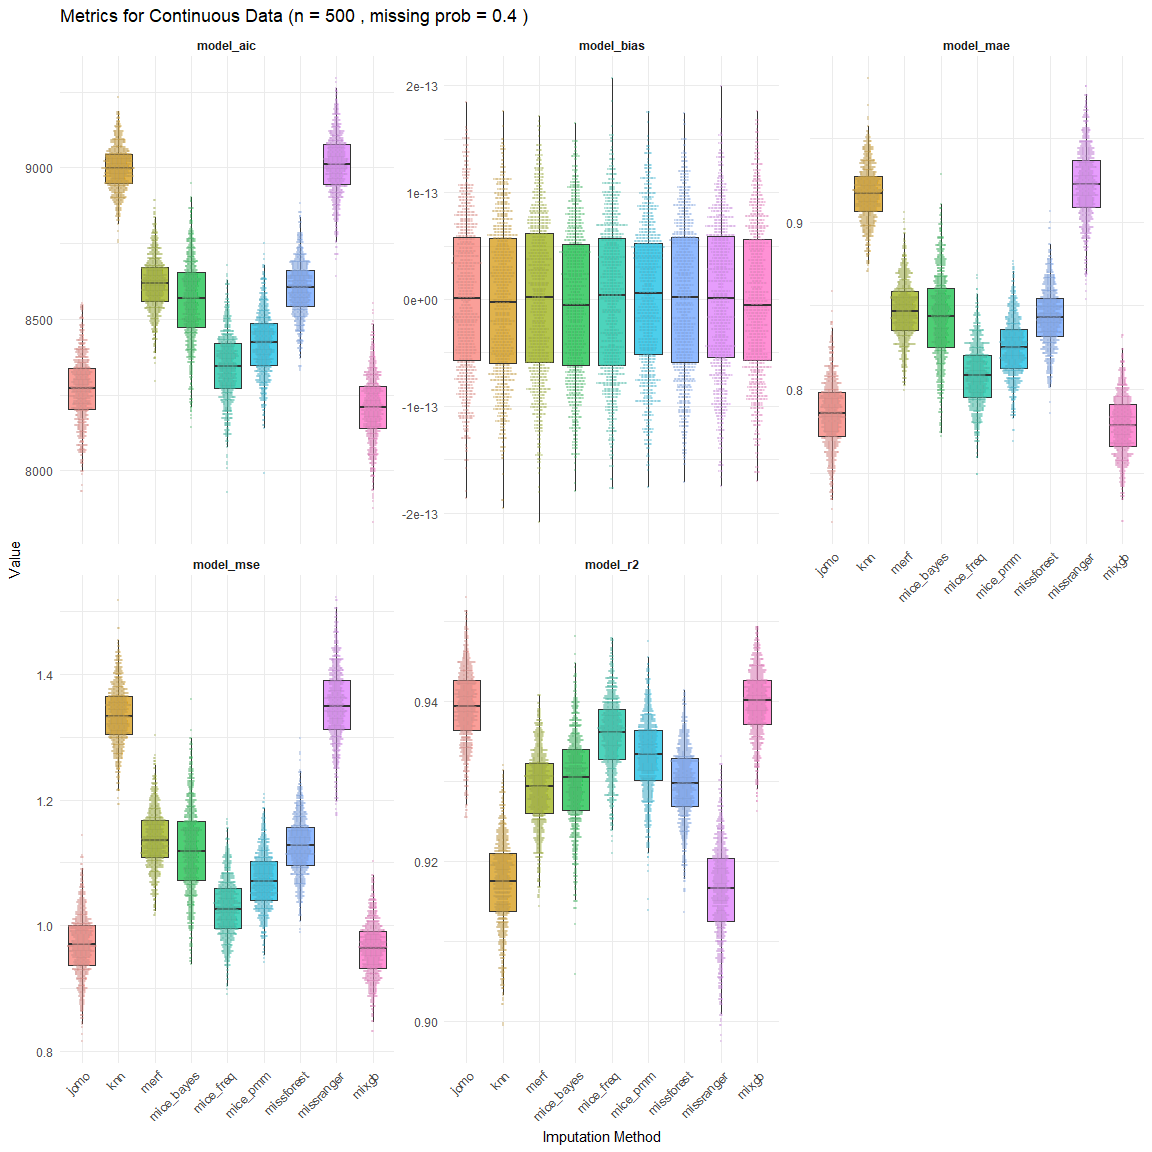 Metrics for Continuous Data (n = 500 , missing prob = 0.4 )
model_aic
model_bias
model_mae
9000
8500
8000
2e-13
1e-13
0e+00
-1e-13
-2e-13
0.9
0.8
jomo
knn
merf
mice_bayes
mice_freq
mice_pmm
missforest
missranger
mixgb
Value
model_mse
model_r2
1.4
1.2
1.0
0.8
0.94
0.92
0.90
jomo
knn
merf
mice_bayes
mice_freq
mice_pmm
missforest
missranger
mixgb
jomo
knn
merf
mice_bayes
mice_freq
mice_pmm
missforest
missranger
mixgb
Imputation Method